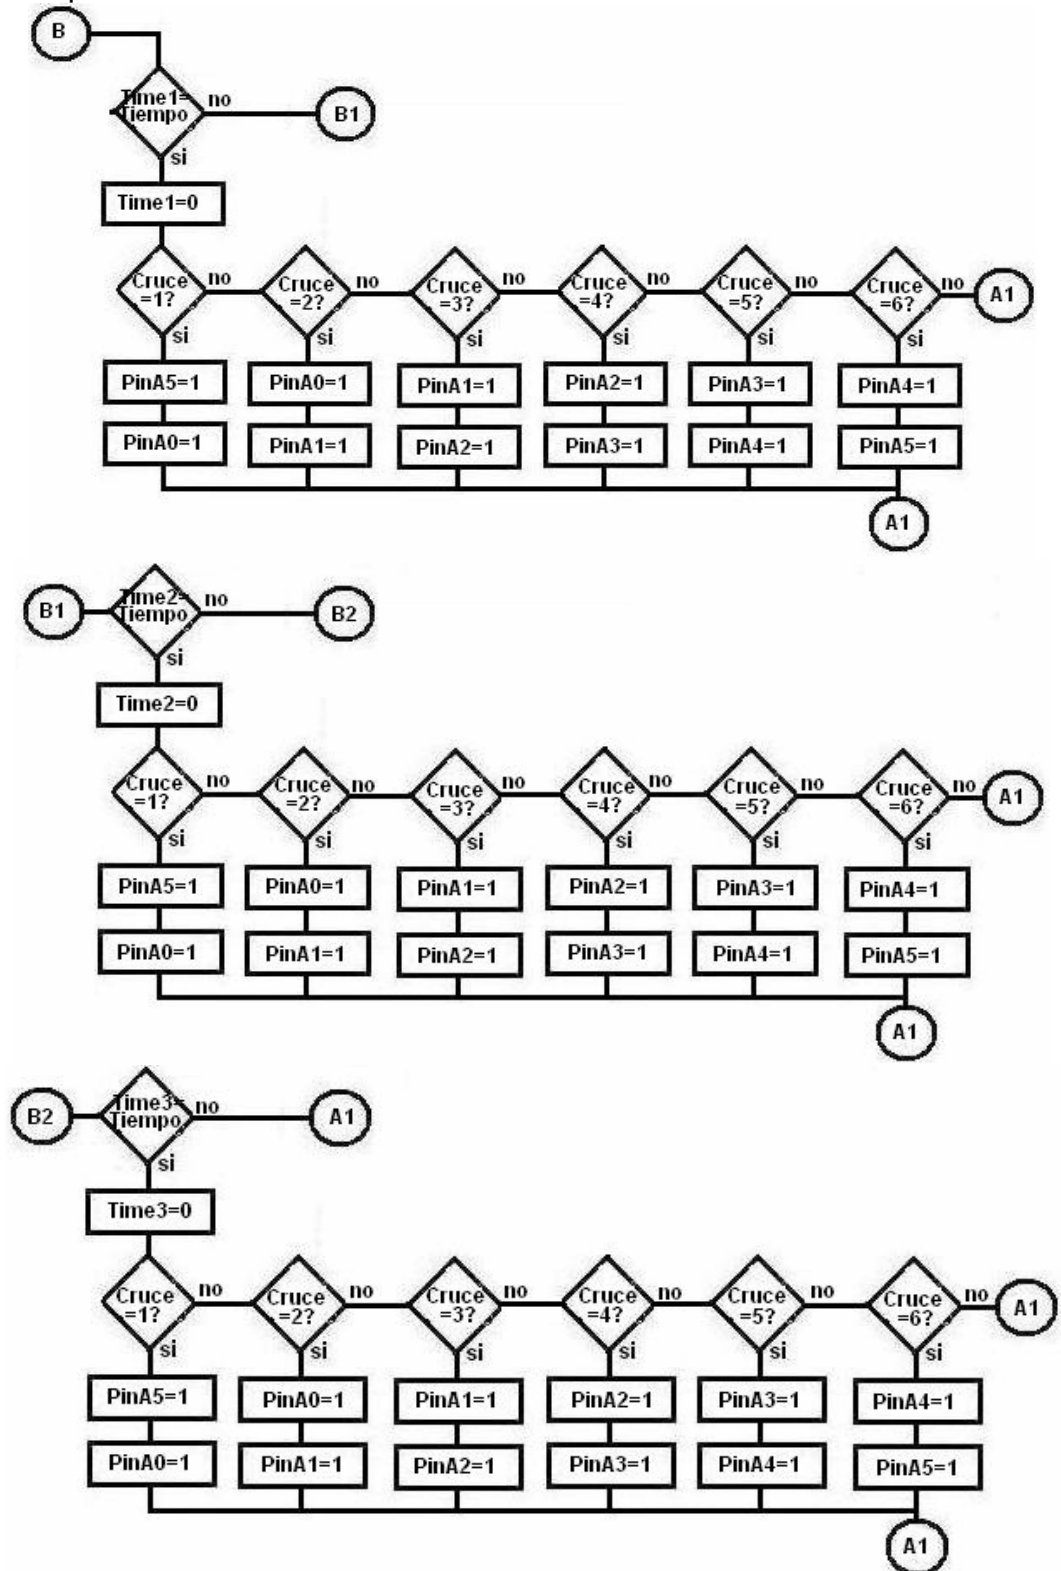 B
Time1=
Tiempo
no
B1
si
Time1=0
Cruce
=1?
no
Cruce
=2?
no
Cruce
=3?
no
Cruce
=4?
no
Cruce
=5?
no
Cruce
=6?
no
A1
si
si
si
si
si
si
PinA5=1
PinA0=1
PinA1=1
PinA2=1
PinA3=1
PinA4=1
PinA0=1
PinA1=1
PinA2=1
PinA3=1
PinA4=1
PinA5=1
A1
B1
Time2=
Tiempo
no
B2
si
Time2=0
Cruce
=1?
no
Cruce
=2?
no
Cruce
=3?
no
Cruce
=4?
no
Cruce
=5?
no
Cruce
=6?
no
A1
si
si
si
si
si
si
PinA5=1
PinA0=1
PinA1=1
PinA2=1
PinA3=1
PinA4=1
PinA0=1
PinA1=1
PinA2=1
PinA3=1
PinA4=1
PinA5=1
A1
B2
Time3=
Tiempo
no
A1
si
Time3=0
Cruce
=1?
no
Cruce
=2?
no
Cruce
=3?
no
Cruce
=4?
no
Cruce
=5?
no
Cruce
=6?
no
A1
si
si
si
si
si
si
PinA5=1
PinA0=1
PinA1=1
PinA2=1
PinA3=1
PinA4=1
PinA0=1
PinA1=1
PinA2=1
PinA3=1
PinA4=1
PinA5=1
A1